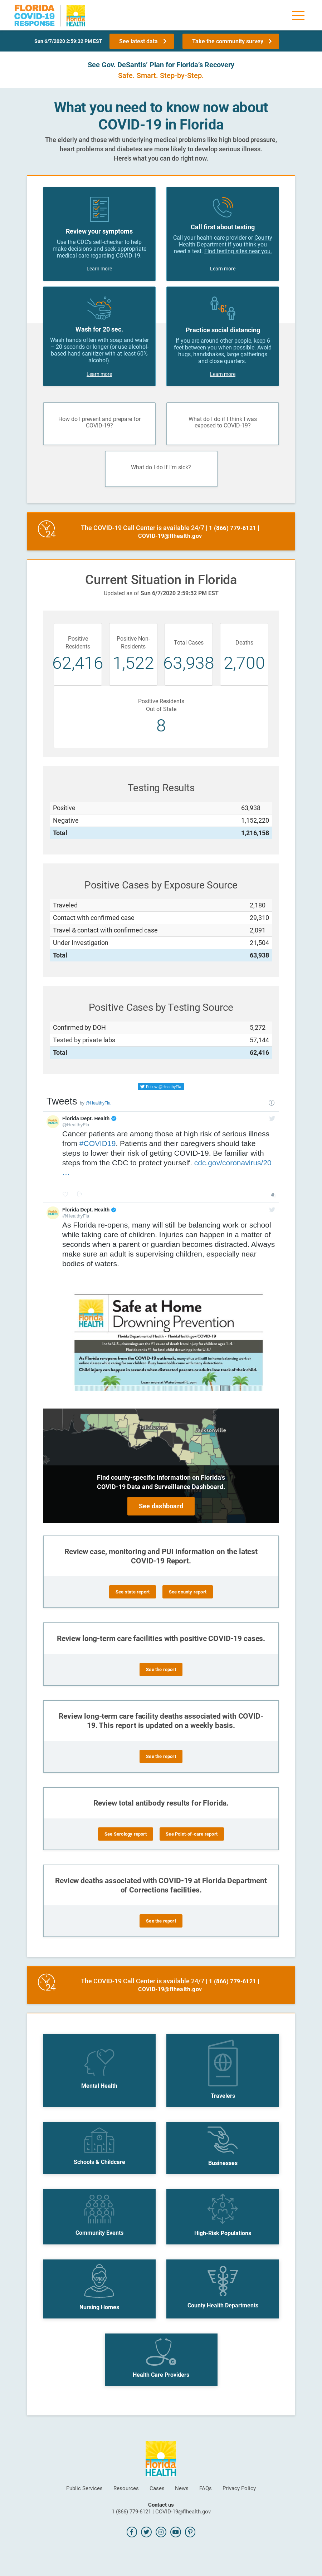 FLORIDA
COVID-19
RESPONSE
Florida
HEALTH
Sun 6/7/2020 2:59:32 PM EST
See latest data
Take the community survey
See Gov. DeSantis' Plan for Florida's Recovery
Safe. Smart. Step-by-Step.
What you need to know now about
COVID-19 in Florida
The elderly and those with underlying medical problems like high blood pressure,
heart problems and diabetes are more likely to develop serious illness.
Here's what you can do right now.
Review your symptoms
Use the CDC's self-checker to help
make decisions and seek appropriate
medical care regarding COVID-19.
Learn more
Call first about testing
Call your health care provider or County
Health Department if you think you
need a test. Find testing sites near you.
Learn more
Wash for 20 sec.
Wash hands often with soap and water
– 20 seconds or longer (or use alcohol-
based hand sanitizer with at least 60%
alcohol).
Learn more
6'
Practice social distancing
If you are around other people, keep 6
feet between you when possible. Avoid
hugs, handshakes, large gatherings
and close quarters.
Learn more
How do I prevent and prepare for
COVID-19?
What do I do if I think I was
exposed to COVID-19?
What do I do if I'm sick?
24
The COVID-19 Call Center is available 24/7 | 1 (866) 779-6121 |
COVID-19@flhealth.gov
Current Situation in Florida
Updated as of Sun 6/7/2020 2:59:32 PM EST
Positive
Residents
62,416
Positive Non-
Residents
1,522
Total Cases
63,938
Deaths
2,700
Positive Residents
Out of State
8
Testing Results
Positive 63,938
Negative 1,152,220
Total 1,216,158
Positive Cases by Exposure Source
Traveled 2,180
Contact with confirmed case 29,310
Travel & contact with confirmed case 2,091
Under Investigation 21,504
Total 63,938
Positive Cases by Testing Source
Confirmed by DOH 5,272
Tested by private labs 57,144
Total 62,416
Follow @HealthyFla
Tweets by @HealthyFla
Florida Dept. Health
@HealthyFla
Cancer patients are among those at high risk of serious illness
from #COVID19. Patients and their caregivers should take
steps to lower their risk of getting COVID-19. Be familiar with
steps from the CDC to protect yourself. cdc.gov/coronavirus/20
…
Florida Dept. Health
@HealthyFla
As Florida re-opens, many will still be balancing work or school
while taking care of children. Injuries can happen in a matter of
seconds when a parent or guardian becomes distracted. Always
make sure an adult is supervising children, especially near
bodies of water.
Florida
HEALTH
Safe at Home
Drowning Prevention
Florida Department of Health • FloridaHealth.gov/COVID-19
Learn more at WaterSmartFL.com
Tallahassee
Jacksonville
Find county-specific information on Florida's
COVID-19 Data and Surveillance Dashboard.
See dashboard
Review case, monitoring and PUI information on the latest
COVID-19 Report.
See state report
See county report
Review long-term care facilities with positive COVID-19 cases.
See the report
Review long-term care facility deaths associated with COVID-
19. This report is updated on a weekly basis.
See the report
Review total antibody results for Florida.
See Serology report
See Point-of-care report
Review deaths associated with COVID-19 at Florida Department
of Corrections facilities.
See the report
24
The COVID-19 Call Center is available 24/7 | 1 (866) 779-6121 |
COVID-19@flhealth.gov
Mental Health
Travelers
Schools & Childcare
Businesses
Community Events
High-Risk Populations
Nursing Homes
County Health Departments
Health Care Providers
Florida
HEALTH
Public Services Resources Cases News FAQs Privacy Policy
Contact us
1 (866) 779-6121 | COVID-19@flhealth.gov